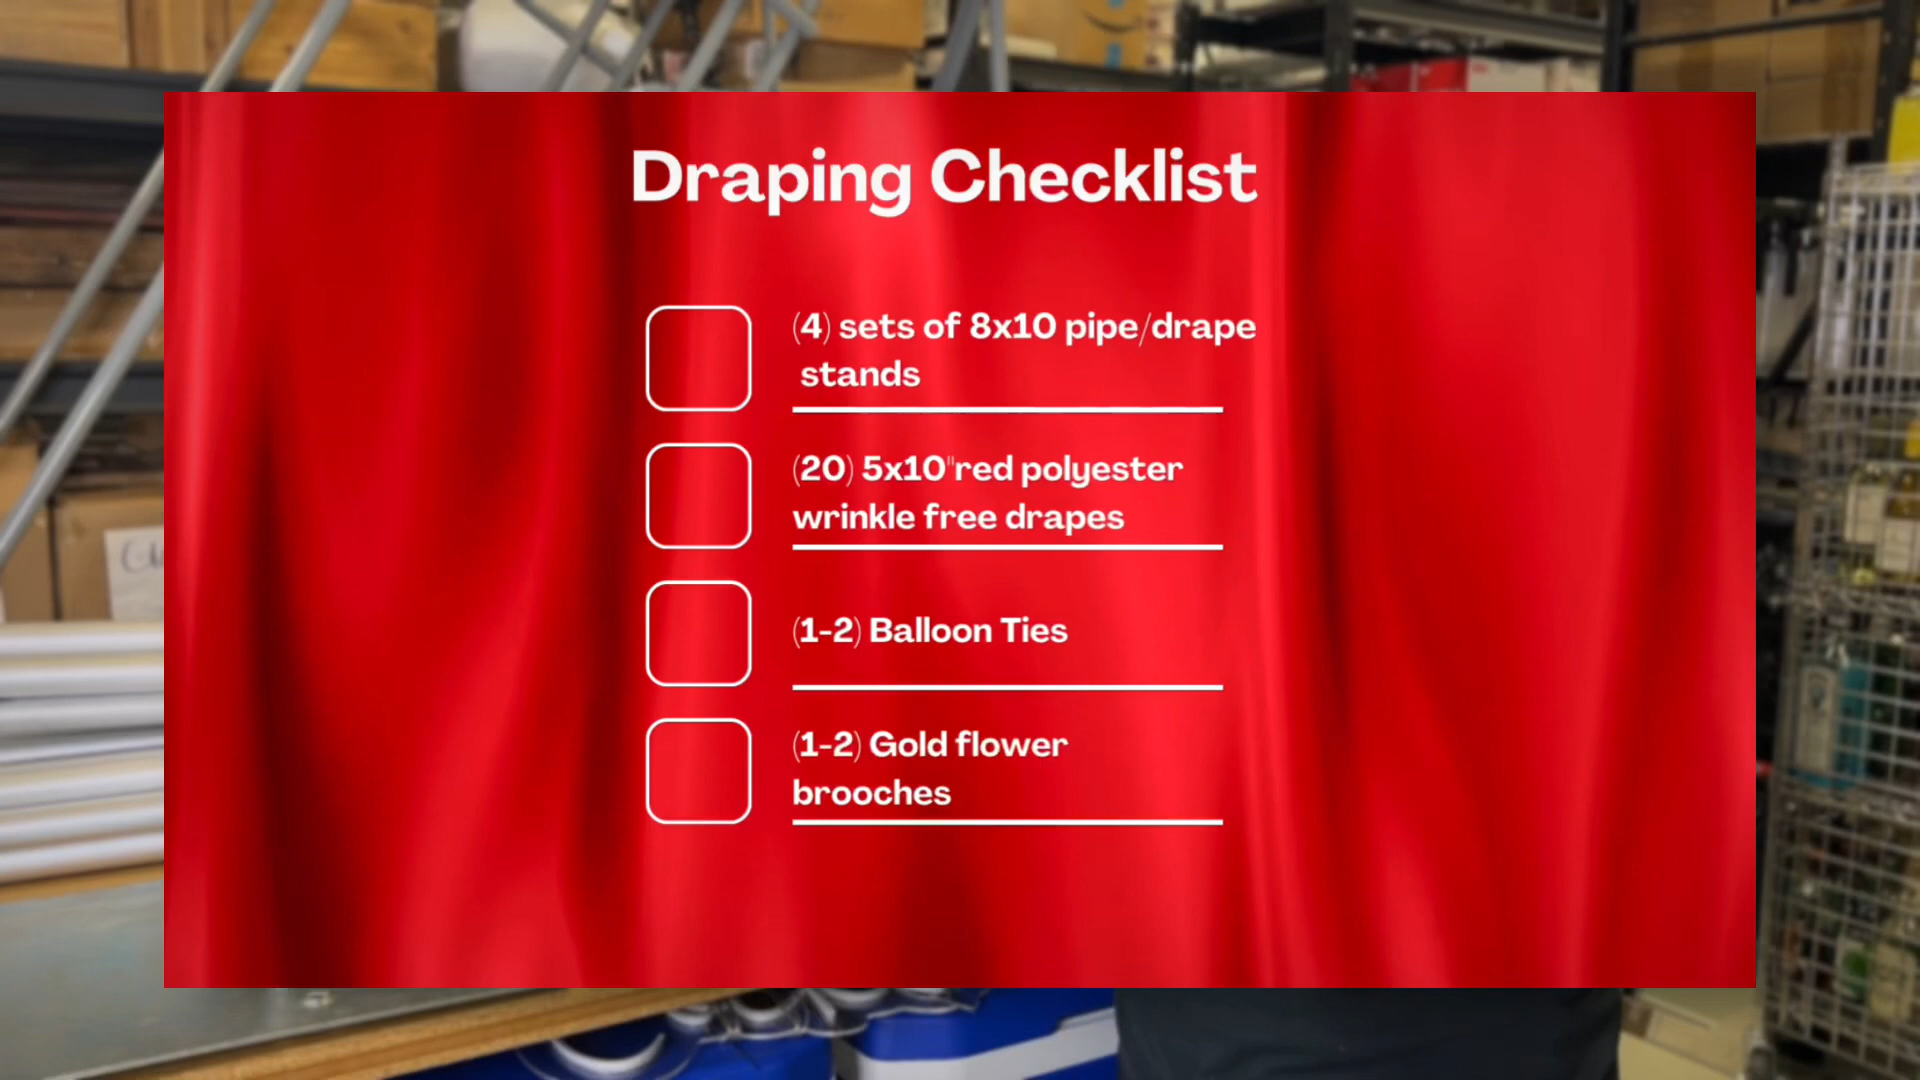 Draping Checklist
(4) sets of 8x10 pipe/drape
stands
(20) 5x10"red polyester
wrinkle free drapes
(1-2) Balloon Ties
(1-2) Gold flower
brooches